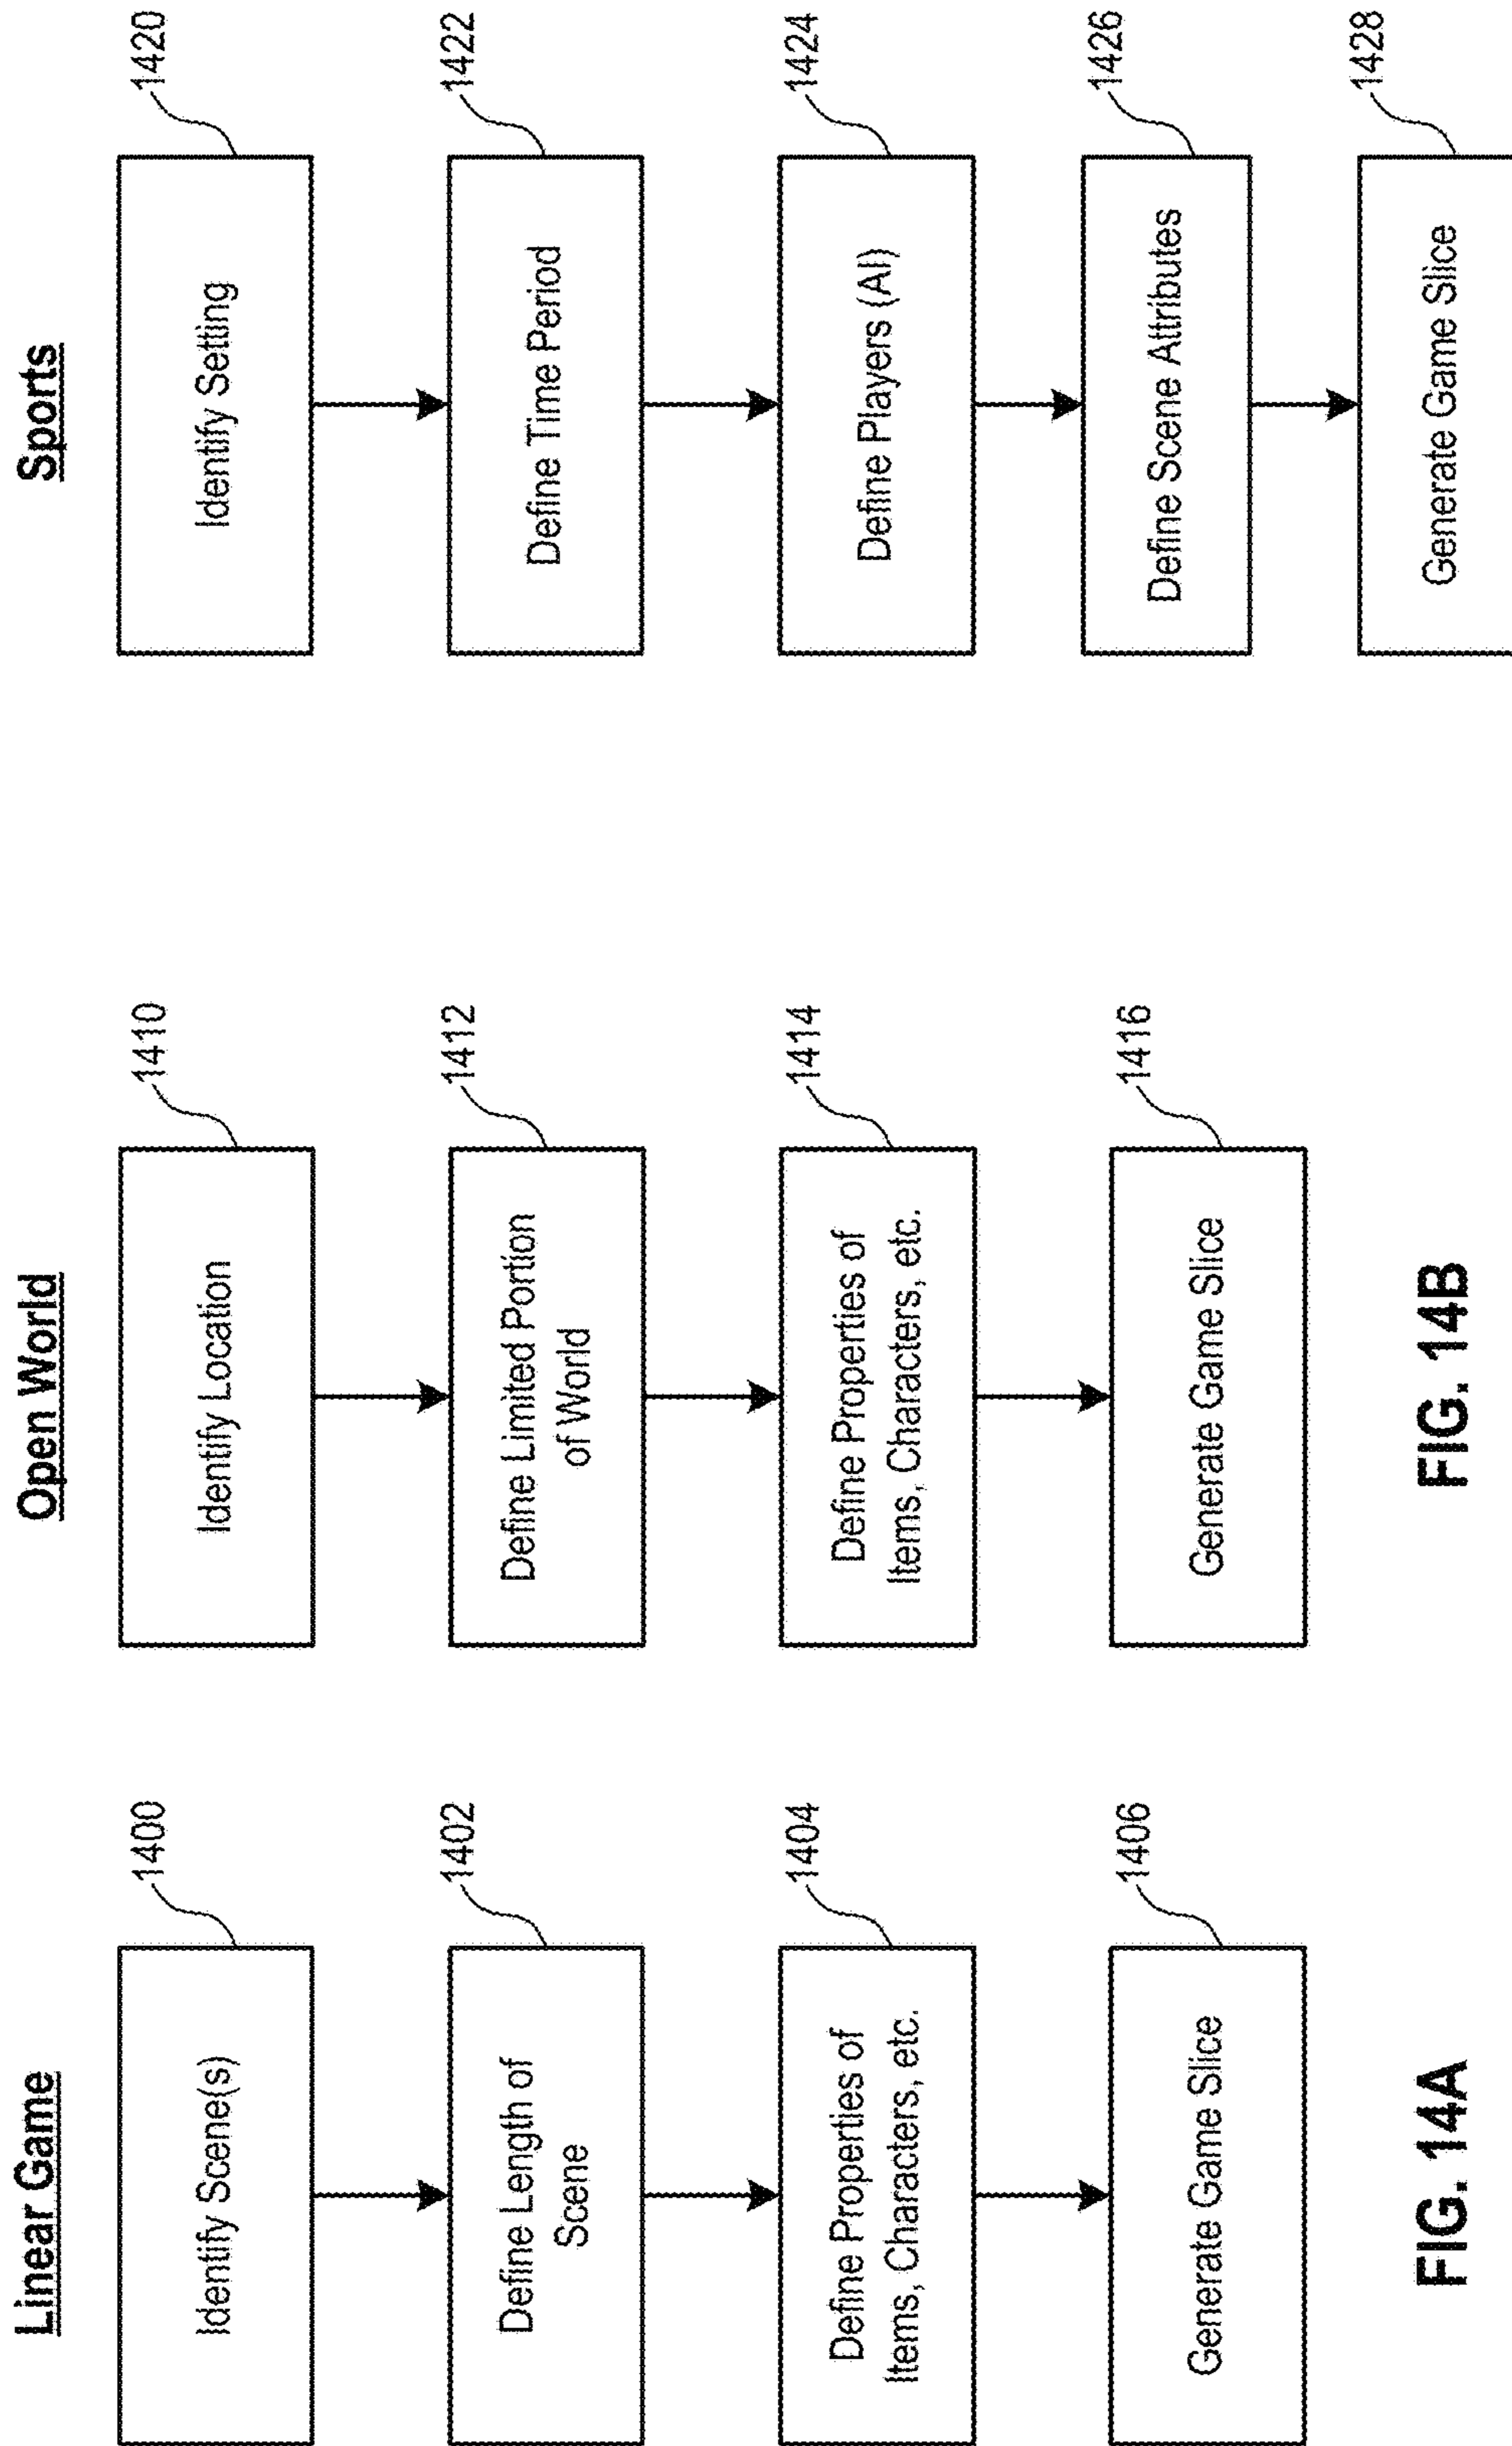 Linear Game
Identify Scene(s)
1400
Define Length of
Scene
1402
Define Properties of
Items, Characters, etc.
1404
Generate Game Slice
1406
FIG. 14A
Open World
Identify Location
1410
Define Limited Portion
of World
1412
Define Properties of
Items, Characters, etc.
1414
Generate Game Slice
1416
FIG. 14B
Sports
Identify Setting
1420
Define Time Period
1422
Define Players (AI)
1424
Define Scene Attributes
1426
Generate Game Slice
1428